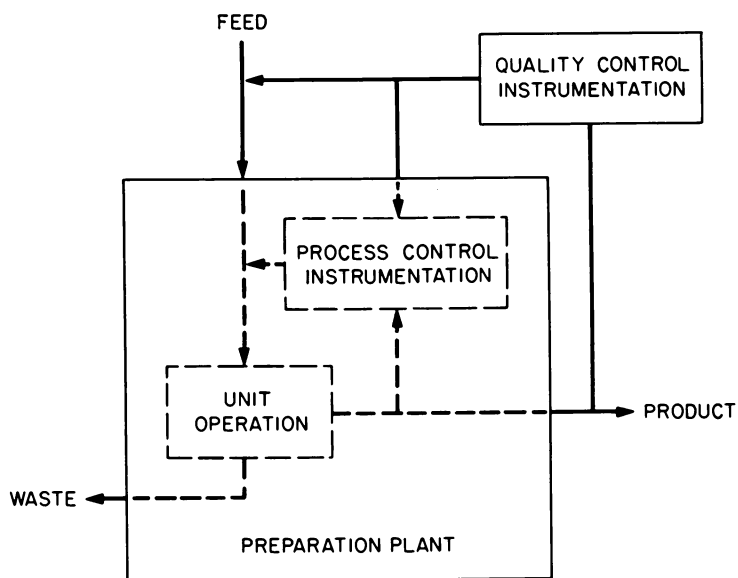 FEED
QUALITY CONTROL
INSTRUMENTATION
PROCESS CONTROL
INSTRUMENTATION
UNIT
OPERATION
PRODUCT
WASTE
PREPARATION PLANT